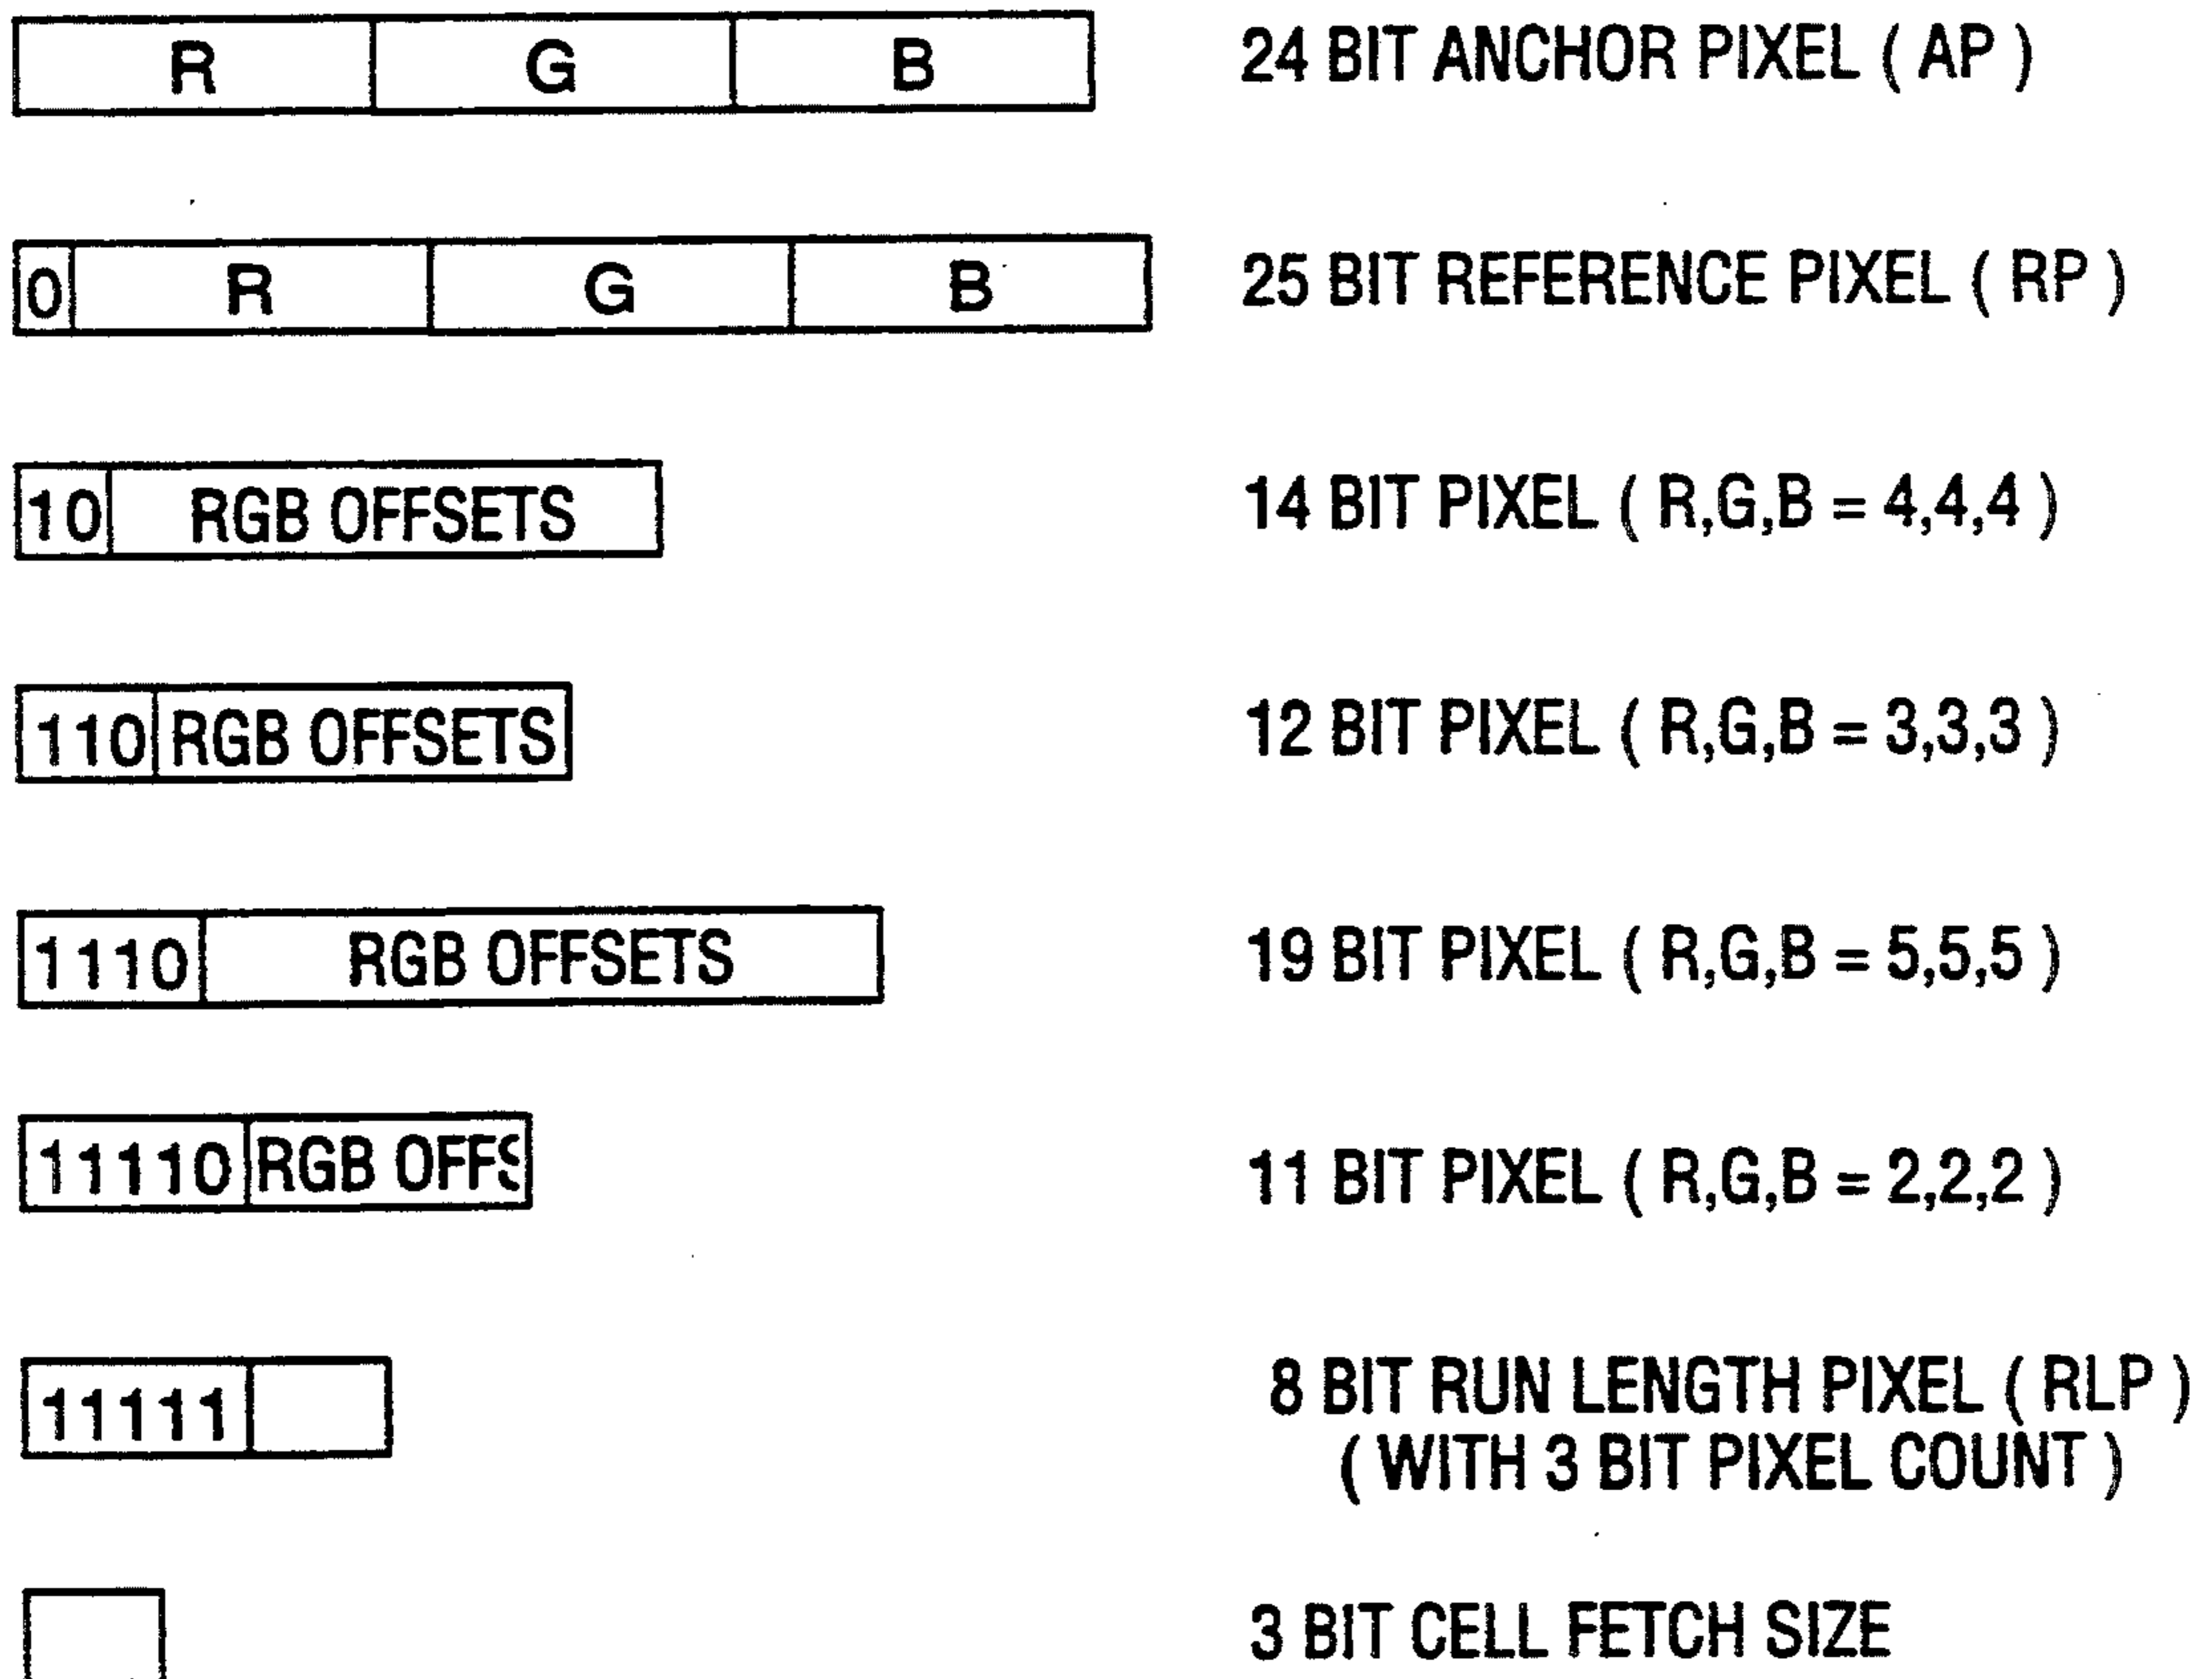 R G B 24 BIT ANCHOR PIXEL ( AP )
0 R G B 25 BIT REFERENCE PIXEL ( RP )
10 RGB OFFSETS 14 BIT PIXEL ( R,G,B = 4,4,4 )
110 RGB OFFSETS 12 BIT PIXEL ( R,G,B = 3,3,3 )
1110 RGB OFFSETS 19 BIT PIXEL ( R,G,B = 5,5,5 )
11110 RGB OFFS 11 BIT PIXEL ( R,G,B = 2,2,2 )
11111 8 BIT RUN LENGTH PIXEL ( RLP )
( WITH 3 BIT PIXEL COUNT )
3 BIT CELL FETCH SIZE